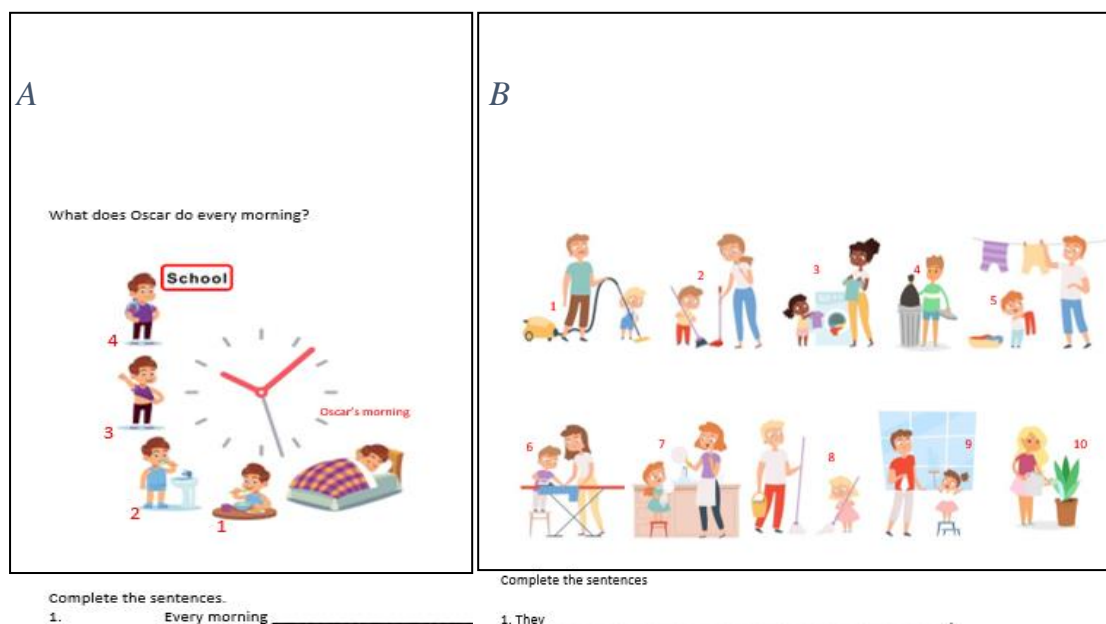 A
What does Oscar do every morning?
School
4
3
Oscar's morning
2
1
Complete the sentences.
1. Every morning
B
1
2
3
4
5
6
7
8
9
10
Complete the sentences
1. They